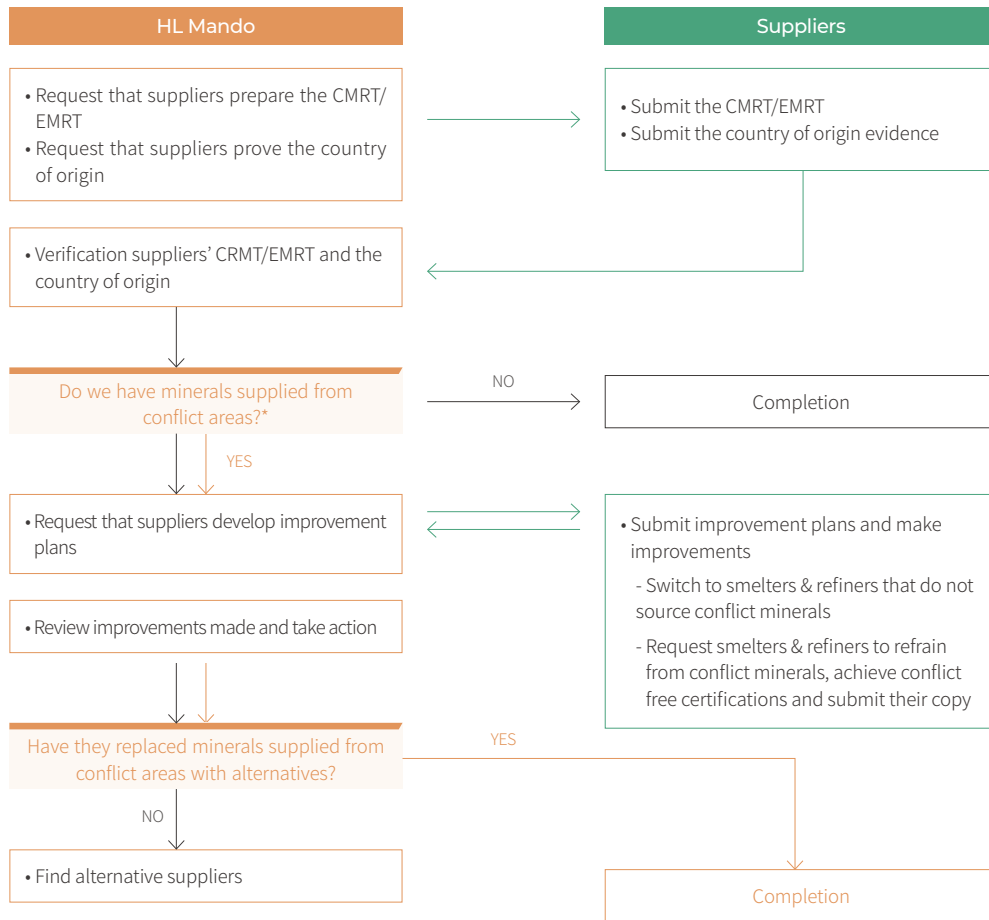 HL Mando
Suppliers
• Request that suppliers prepare the CMRT/
EMRT
• Request that suppliers prove the country
of origin
• Submit the CMRT/EMRT
• Submit the country of origin evidence
• Verification suppliers’ CRMT/EMRT and the
country of origin
Do we have minerals supplied from
conflict areas?*
NO
Completion
YES
• Request that suppliers develop improvement
plans
• Submit improvement plans and make
improvements
- Switch to smelters & refiners that do not
source conflict minerals
- Request smelters & refiners to refrain
from conflict minerals, achieve conflict
free certifications and submit their copy
• Review improvements made and take action
Have they replaced minerals supplied from
conflict areas with alternatives?
YES
NO
• Find alternative suppliers
Completion